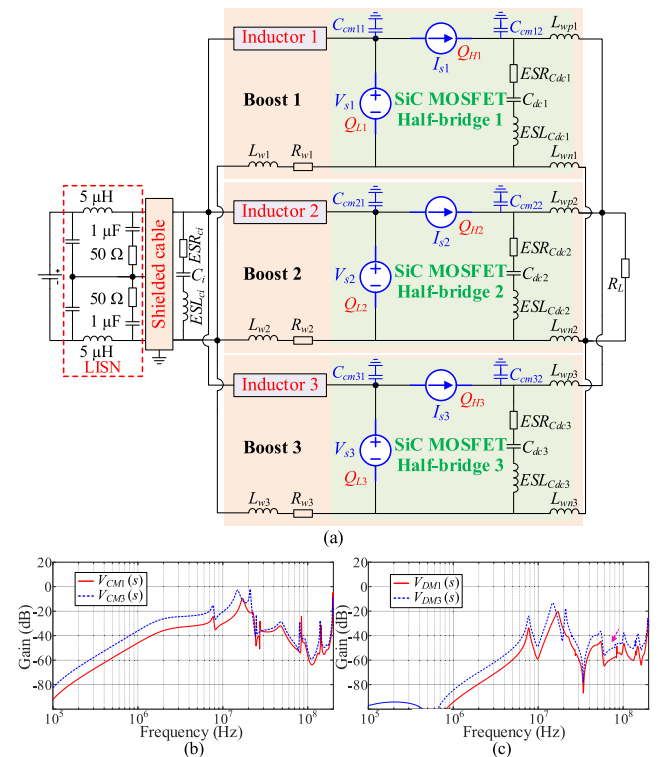 Inductor 1
C_cm11
C_cm12
L_wp1
I_s1
Q_H1
ESR_Cdc1
C_dc1
ESL_Cdc1
Boost 1
V_s1
Q_L1
SiC MOSFET
Half-bridge 1
L_w1
R_w1
L_wn1
5 μH
1 μF
50 Ω
50 Ω
1 μF
5 μH
LISN
Shielded cable
ESR_ci
ESL_ci
Inductor 2
C_cm21
C_cm22
L_wp2
I_s2
Q_H2
ESR_Cdc2
C_dc2
ESL_Cdc2
Boost 2
V_s2
Q_L2
SiC MOSFET
Half-bridge 2
L_w2
R_w2
L_wn2
R_L
Inductor 3
C_cm31
C_cm32
L_wp3
I_s3
Q_H3
ESR_Cdc3
C_dc3
ESL_Cdc3
Boost 3
V_s3
Q_L3
SiC MOSFET
Half-bridge 3
L_w3
R_w3
L_wn3
(a)
20
0
-20
-40
-60
-80
Gain (dB)
V_CM1(s)
V_CM3(s)
10^5
10^6
10^7
10^8
Frequency (Hz)
(b)
20
0
-20
-40
-60
-80
Gain (dB)
V_DM1(s)
V_DM3(s)
10^5
10^6
10^7
10^8
Frequency (Hz)
(c)